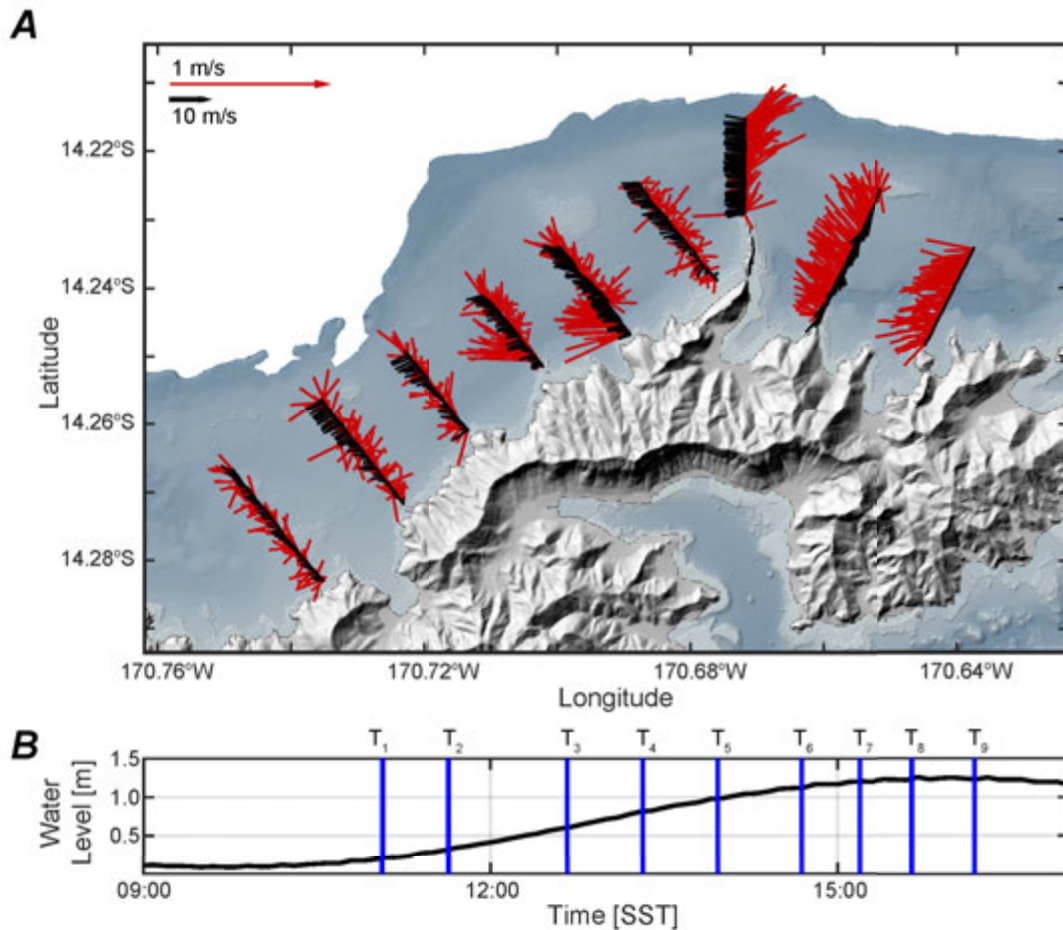 A
1 m/s
10 m/s
14.22°S
14.24°S
14.26°S
14.28°S
Latitude
170.76°W 170.72°W 170.68°W 170.64°W
Longitude
B
T1 T2 T3 T4 T5 T6 T7 T8 T9
Water
Level [m]
1.5
1.0
0.5
09:00 12:00 15:00
Time [SST]